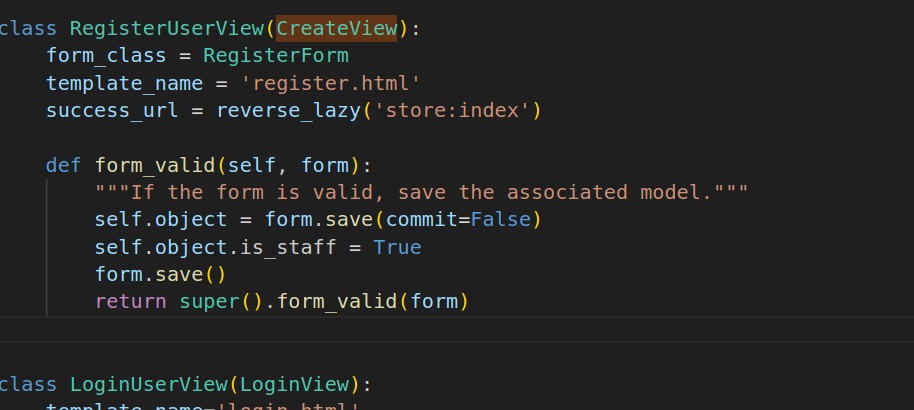 class RegisterUserView(CreateView):
    form_class = RegisterForm
    template_name = 'register.html'
    success_url = reverse_lazy('store:index')
    def form_valid(self, form):
        """If the form is valid, save the associated model."""
        self.object = form.save(commit=False)
        self.object.is_staff = True
        form.save()
        return super().form_valid(form)
class LoginUserView(LoginView):
    template_name='login.html'